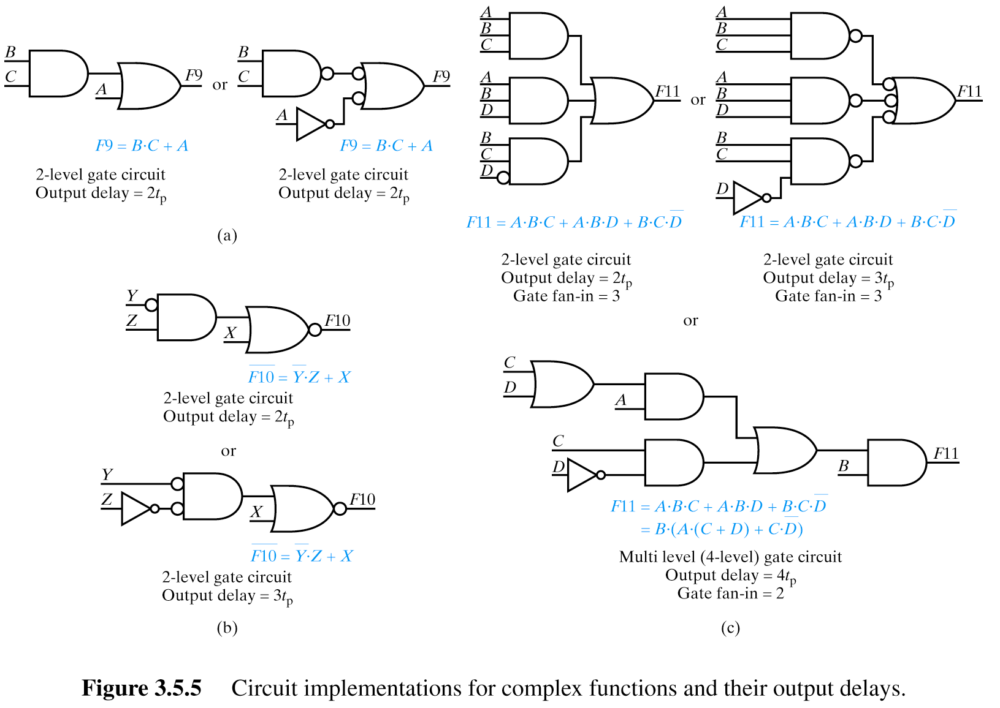 B
C
A
F9
or
B
C
A
F9
F9 = B·C + A
F9 = B·C + A
2-level gate circuit
Output delay = 2tp
2-level gate circuit
Output delay = 2tp
(a)
Y
Z
X
F10
F̅1̅0̅ = Y̅·Z + X
2-level gate circuit
Output delay = 2tp
or
Y
Z
X
F10
F̅1̅0̅ = Y̅·Z + X
2-level gate circuit
Output delay = 3tp
(b)
A
B
C
A
B
D
B
C
D
F11
or
A
B
C
A
B
D
B
C
D
F11
F11 = A·B·C + A·B·D + B·C·D̅
F11 = A·B·C + A·B·D + B·C·D̅
2-level gate circuit
Output delay = 2tp
Gate fan-in = 3
2-level gate circuit
Output delay = 3tp
Gate fan-in = 3
or
C
D
A
C
D
B
F11
F11 = A·B·C + A·B·D + B·C·D̅
= B·(A·(C + D) + C·D̅)
Multi level (4-level) gate circuit
Output delay = 4tp
Gate fan-in = 2
(c)
Figure 3.5.5 Circuit implementations for complex functions and their output delays.